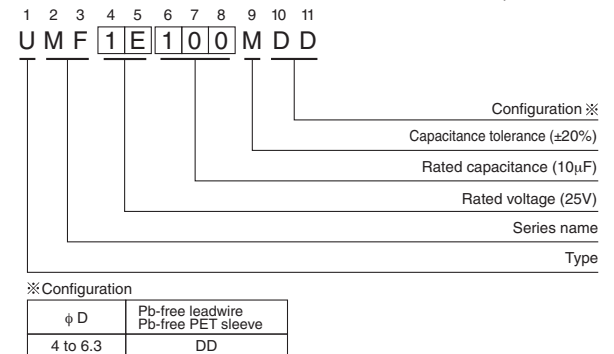 1 2 3 4 5 6 7 8 9 10 11
U M F 1 E 1 0 0 M D D
Configuration ※
Capacitance tolerance (±20%)
Rated capacitance (10µF)
Rated voltage (25V)
Series name
Type
※Configuration
φ D
Pb-free leadwire
Pb-free PET sleeve
4 to 6.3
DD